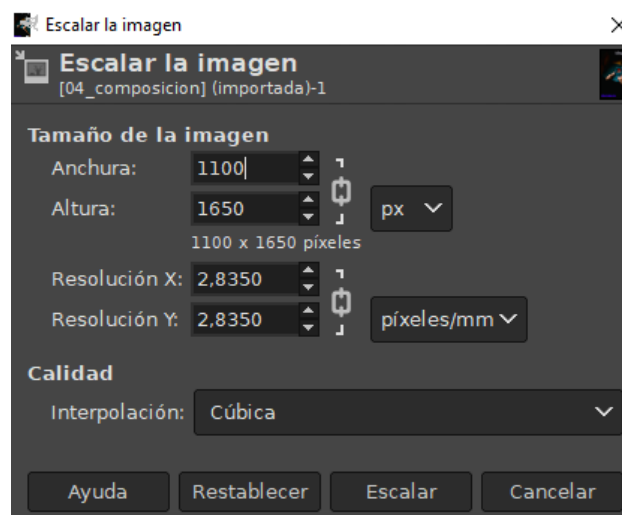 Escalar la imagen
Escalar la imagen
[04_composicion] (importada)-1
Tamaño de la imagen
Anchura: 1100
Altura: 1650 px
1100 x 1650 píxeles
Resolución X: 2,8350
Resolución Y: 2,8350 píxeles/mm
Calidad
Interpolación: Cúbica
Ayuda Restablecer Escalar Cancelar